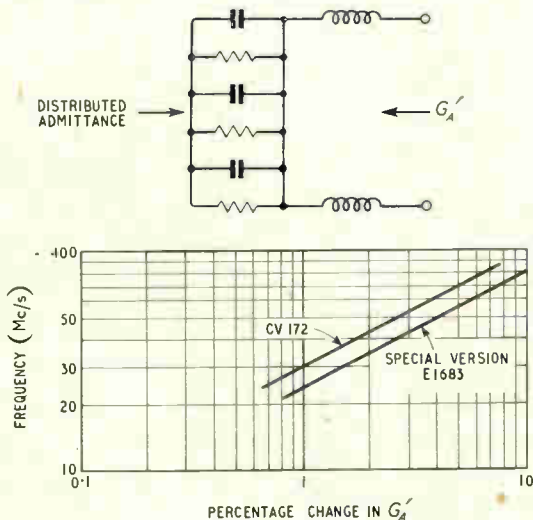 DISTRIBUTED
ADMITTANCE
G_A′
100
50
30
20
10
FREQUENCY (Mc/s)
CV 172
SPECIAL VERSION
E1683
0·1
1
10
PERCENTAGE CHANGE IN G_A′